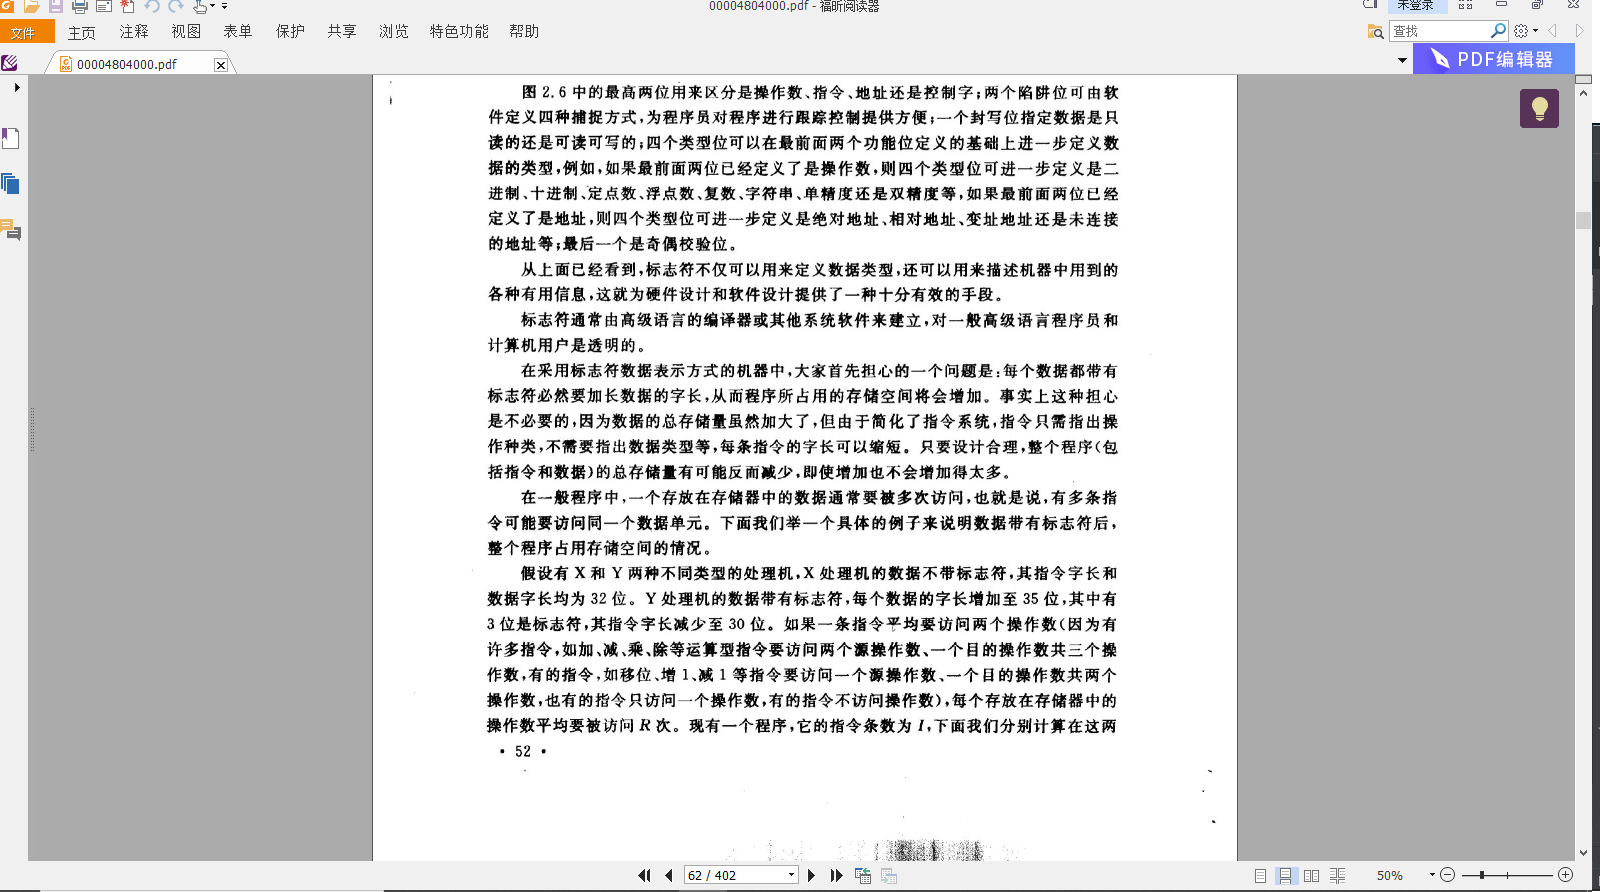 00004804000.pdf - 福昕阅读器
未登录
文件 主页 注释 视图 表单 保护 共享 浏览 特色功能 帮助
查找
00004804000.pdf
PDF编辑器
图2.6中的最高两位用来区分是操作数、指令、地址还是控制字;两个陷阱位可由软
件定义四种捕捉方式,为程序员对程序进行跟踪控制提供方便;一个封写位指定数据是只
读的还是可读可写的;四个类型位可以在最前面两个功能位定义的基础上进一步定义数
据的类型,例如,如果最前面两位已经定义了是操作数,则四个类型位可进一步定义是二
进制、十进制、定点数、浮点数、复数、字符串、单精度还是双精度等,如果最前面两位已经
定义了是地址,则四个类型位可进一步定义是绝对地址、相对地址、变址地址还是未连接
的地址等;最后一个是奇偶校验位。
从上面已经看到,标志符不仅可以用来定义数据类型,还可以用来描述机器中用到的
各种有用信息,这就为硬件设计和软件设计提供了一种十分有效的手段。
标志符通常由高级语言的编译器或其他系统软件来建立,对一般高级语言程序员和
计算机用户是透明的。
在采用标志符数据表示方式的机器中,大家首先担心的一个问题是:每个数据都带有
标志符必然要加长数据的字长,从而程序所占用的存储空间将会增加。事实上这种担心
是不必要的,因为数据的总存储量虽然加大了,但由于简化了指令系统,指令只需指出操
作种类,不需要指出数据类型等,每条指令的字长可以缩短。只要设计合理,整个程序(包
括指令和数据)的总存储量有可能反而减少,即使增加也不会增加得太多。
在一般程序中,一个存放在存储器中的数据通常要被多次访问,也就是说,有多条指
令可能要访问同一个数据单元。下面我们举一个具体的例子来说明数据带有标志符后,
整个程序占用存储空间的情况。
假设有 X 和 Y 两种不同类型的处理机,X 处理机的数据不带标志符,其指令字长和
数据字长均为 32 位。Y 处理机的数据带有标志符,每个数据的字长增加至 35 位,其中有
3 位是标志符,其指令字长减少至 30 位。如果一条指令平均要访问两个操作数(因为有
许多指令,如加、减、乘、除等运算型指令要访问两个源操作数、一个目的操作数共三个操
作数,有的指令,如移位、增 1、减 1 等指令要访问一个源操作数、一个目的操作数共两个
操作数,也有的指令只访问一个操作数,有的指令不访问操作数),每个存放在存储器中的
操作数平均要被访问 R 次。现有一个程序,它的指令条数为 I,下面我们分别计算在这两
• 52 •
62 / 402
50%